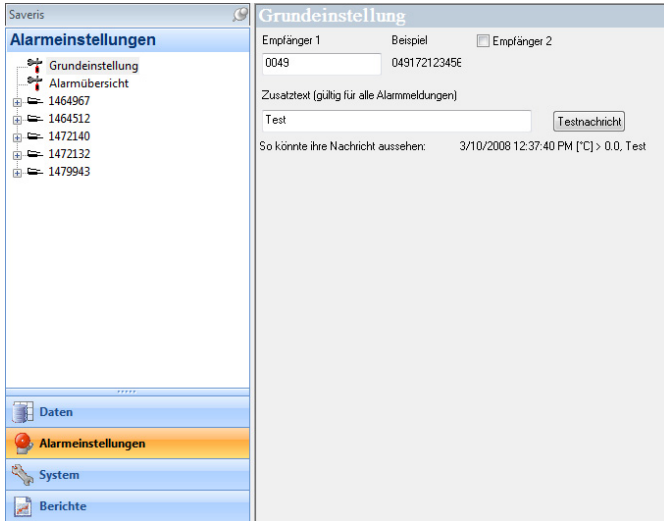 Saveris
Alarmeinstellungen
Grundeinstellung
Alarmübersicht
1464967
1464512
1472140
1472132
1479943
Daten
Alarmeinstellungen
System
Berichte
Grundeinstellung
Empfänger 1 Beispiel Empfänger 2
0049 049172123456
Zusatztext (gültig für alle Alarmmeldungen)
Test Testnachricht
So könnte ihre Nachricht aussehen: 3/10/2008 12:37:40 PM [°C] > 0.0, Test